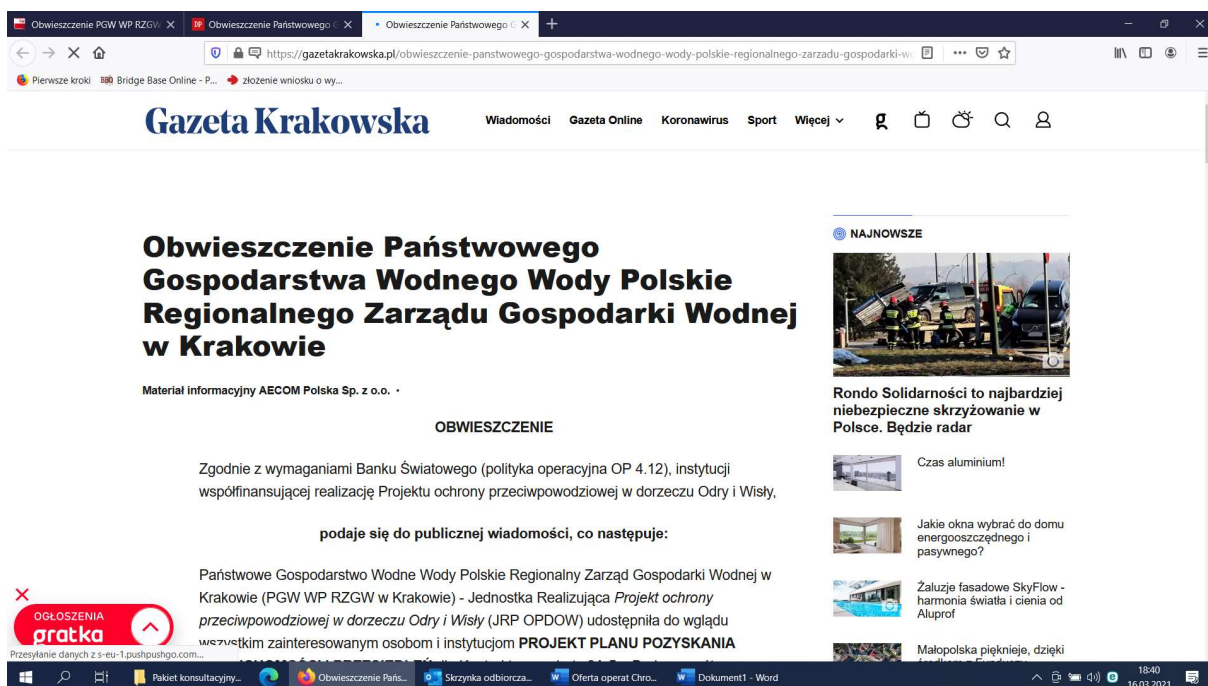 Obwieszczenie PGW WP RZGW
DP Obwieszczenie Państwowego G
Obwieszczenie Państwowego G
https://gazetakrakowska.pl/obwieszczenie-panstwowego-gospodarstwa-wodnego-wody-polskie-regionalnego-zarzadu-gospodarki-wo
Pierwsze kroki
BBO Bridge Base Online - P...
złożenie wniosku o wy...
Gazeta Krakowska
Wiadomości Gazeta Online Koronawirus Sport Więcej
g
Obwieszczenie Państwowego
Gospodarstwa Wodnego Wody Polskie
Regionalnego Zarządu Gospodarki Wodnej
w Krakowie
Materiał informacyjny AECOM Polska Sp. z o.o. •
OBWIESZCZENIE
Zgodnie z wymaganiami Banku Światowego (polityka operacyjna OP 4.12), instytucji
współfinansującej realizację Projektu ochrony przeciwpowodziowej w dorzeczu Odry i Wisły,
podaje się do publicznej wiadomości, co następuje:
Państwowe Gospodarstwo Wodne Wody Polskie Regionalny Zarząd Gospodarki Wodnej w
Krakowie (PGW WP RZGW w Krakowie) - Jednostka Realizująca Projekt ochrony
przeciwpowodziowej w dorzeczu Odry i Wisły (JRP OPDOW) udostępniła do wglądu
wszystkim zainteresowanym osobom i instytucjom PROJEKT PLANU POZYSKANIA
NAJNOWSZE
Rondo Solidarności to najbardziej
niebezpieczne skrzyżowanie w
Polsce. Będzie radar
Czas aluminium!
Jakie okna wybrać do domu
energooszczędnego i
pasywnego?
Żaluzje fasadowe SkyFlow -
harmonia światła i cienia od
Aluprof
Małopolska pięknieje, dzięki
OGŁOSZENIA
gratka
Przesyłanie danych z s-eu-1.pushpushgo.com...
Pakiet konsultacyjny...
Obwieszczenie Pańs...
Skrzynka odbiorcza...
Oferta operat Chro...
Dokument1 - Word
18:40
16.03.2021